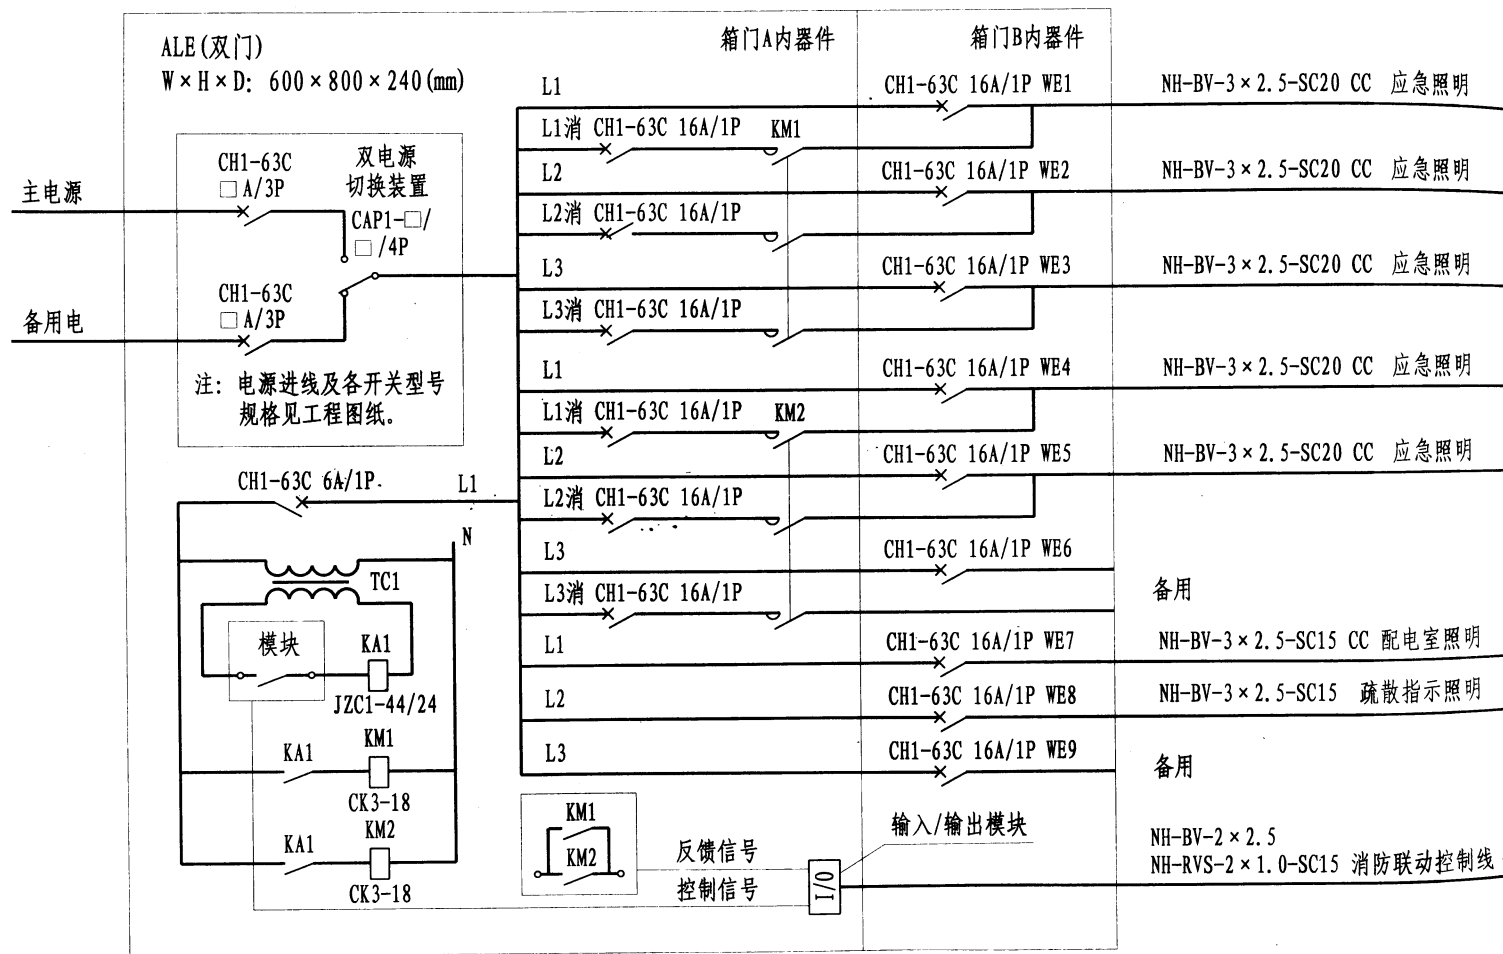 ALE(双门)
W×H×D: 600×800×240(mm)
箱门A内器件
箱门B内器件
主电源
CH1-63C
□A/3P
双电源
切换装置
CAP1-□/
□/4P
备用电
CH1-63C
□A/3P
注: 电源进线及各开关型号
规格见工程图纸。
L1
CH1-63C 16A/1P WE1
NH-BV-3×2.5-SC20 CC 应急照明
L1消 CH1-63C 16A/1P
KM1
L2
CH1-63C 16A/1P WE2
NH-BV-3×2.5-SC20 CC 应急照明
L2消 CH1-63C 16A/1P
L3
CH1-63C 16A/1P WE3
NH-BV-3×2.5-SC20 CC 应急照明
L3消 CH1-63C 16A/1P
L1
CH1-63C 16A/1P WE4
NH-BV-3×2.5-SC20 CC 应急照明
L1消 CH1-63C 16A/1P
KM2
L2
CH1-63C 16A/1P WE5
NH-BV-3×2.5-SC20 CC 应急照明
L2消 CH1-63C 16A/1P
L3
CH1-63C 16A/1P WE6
备用
L3消 CH1-63C 16A/1P
L1
CH1-63C 16A/1P WE7
NH-BV-3×2.5-SC15 CC 配电室照明
L2
CH1-63C 16A/1P WE8
NH-BV-3×2.5-SC15 疏散指示照明
L3
CH1-63C 16A/1P WE9
备用
CH1-63C 6A/1P
L1
N
TC1
模块
KA1
JZC1-44/24
KA1
KM1
CK3-18
KA1
KM2
CK3-18
KM1
KM2
反馈信号
控制信号
I/O
输入/输出模块
NH-BV-2×2.5
NH-RVS-2×1.0-SC15 消防联动控制线